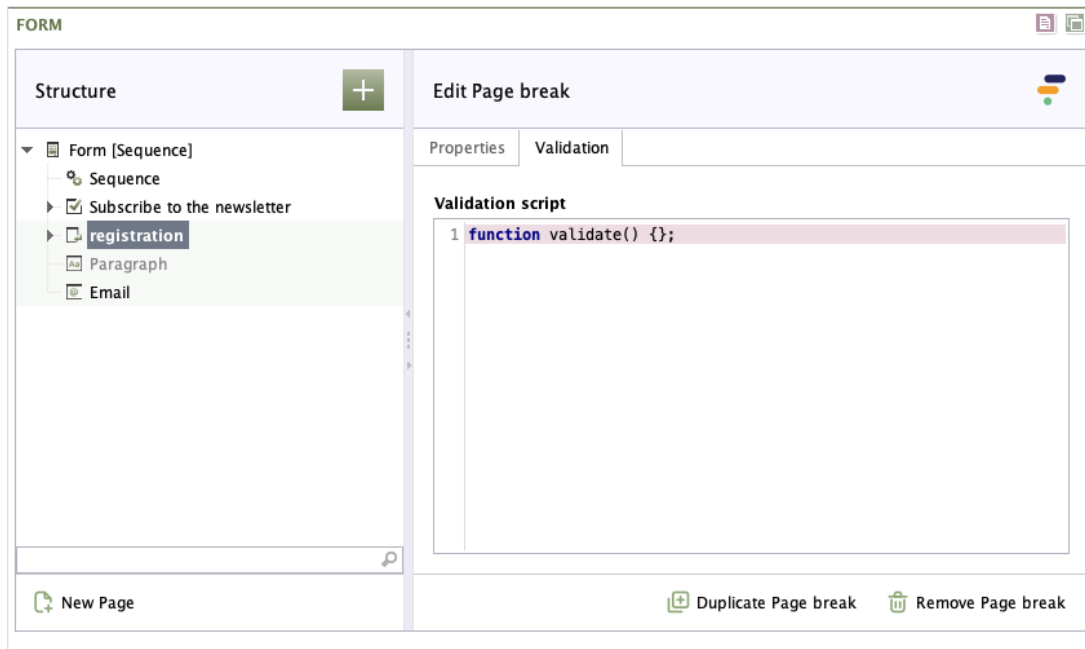 FORM
Structure
Edit Page break
Form [Sequence]
Sequence
Subscribe to the newsletter
registration
Aa Paragraph
Email
New Page
Properties
Validation
Validation script
1 function validate() {};
Duplicate Page break
Remove Page break